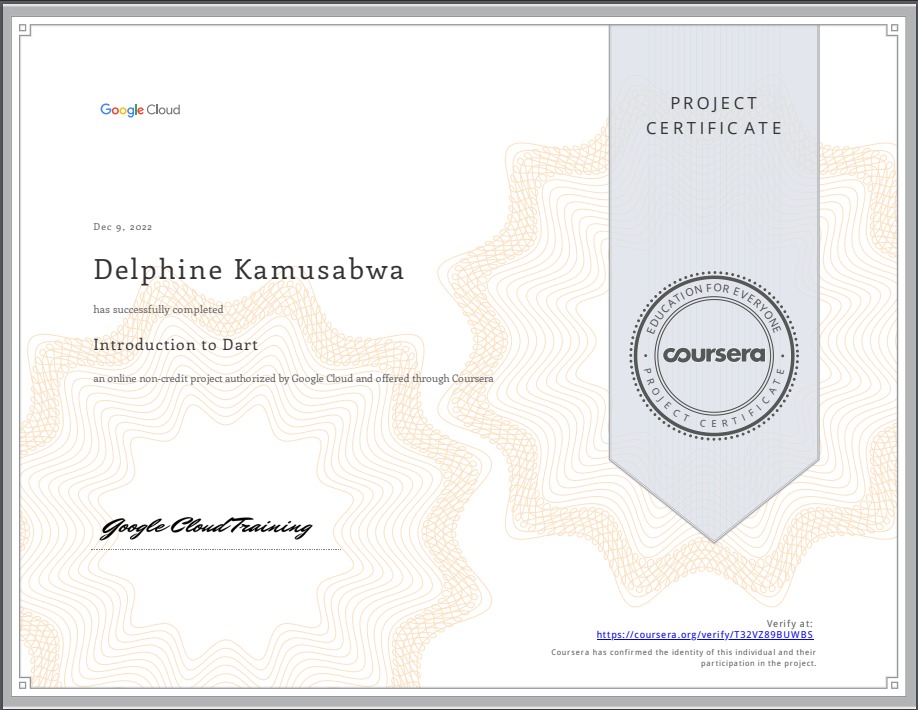 Google Cloud
PROJECT
CERTIFICATE
Dec 9, 2022
Delphine Kamusabwa
has successfully completed
Introduction to Dart
an online non-credit project authorized by Google Cloud and offered through Coursera
EDUCATION FOR EVERYONE
coursera
PROJECT CERTIFICATE
Google Cloud Training
Verify at:
https://coursera.org/verify/T32VZ89BUWBS
Coursera has confirmed the identity of this individual and their
participation in the project.